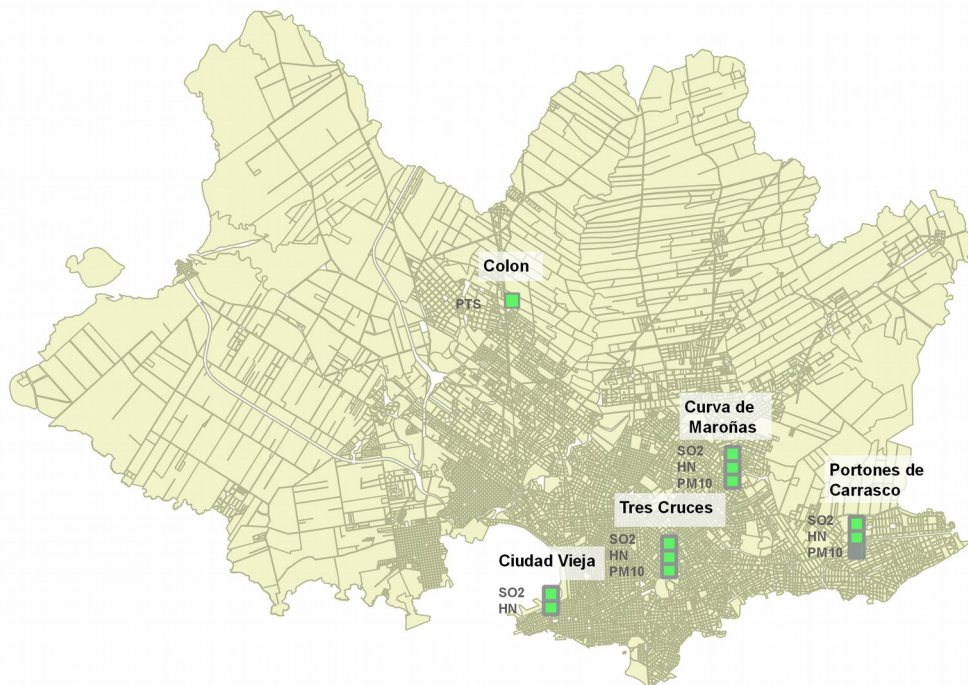 Colon
PTS
Curva de
Maroñas
SO2
HN
PM10
Portones de
Carrasco
SO2
HN
PM10
Tres Cruces
SO2
HN
PM10
Ciudad Vieja
SO2
HN